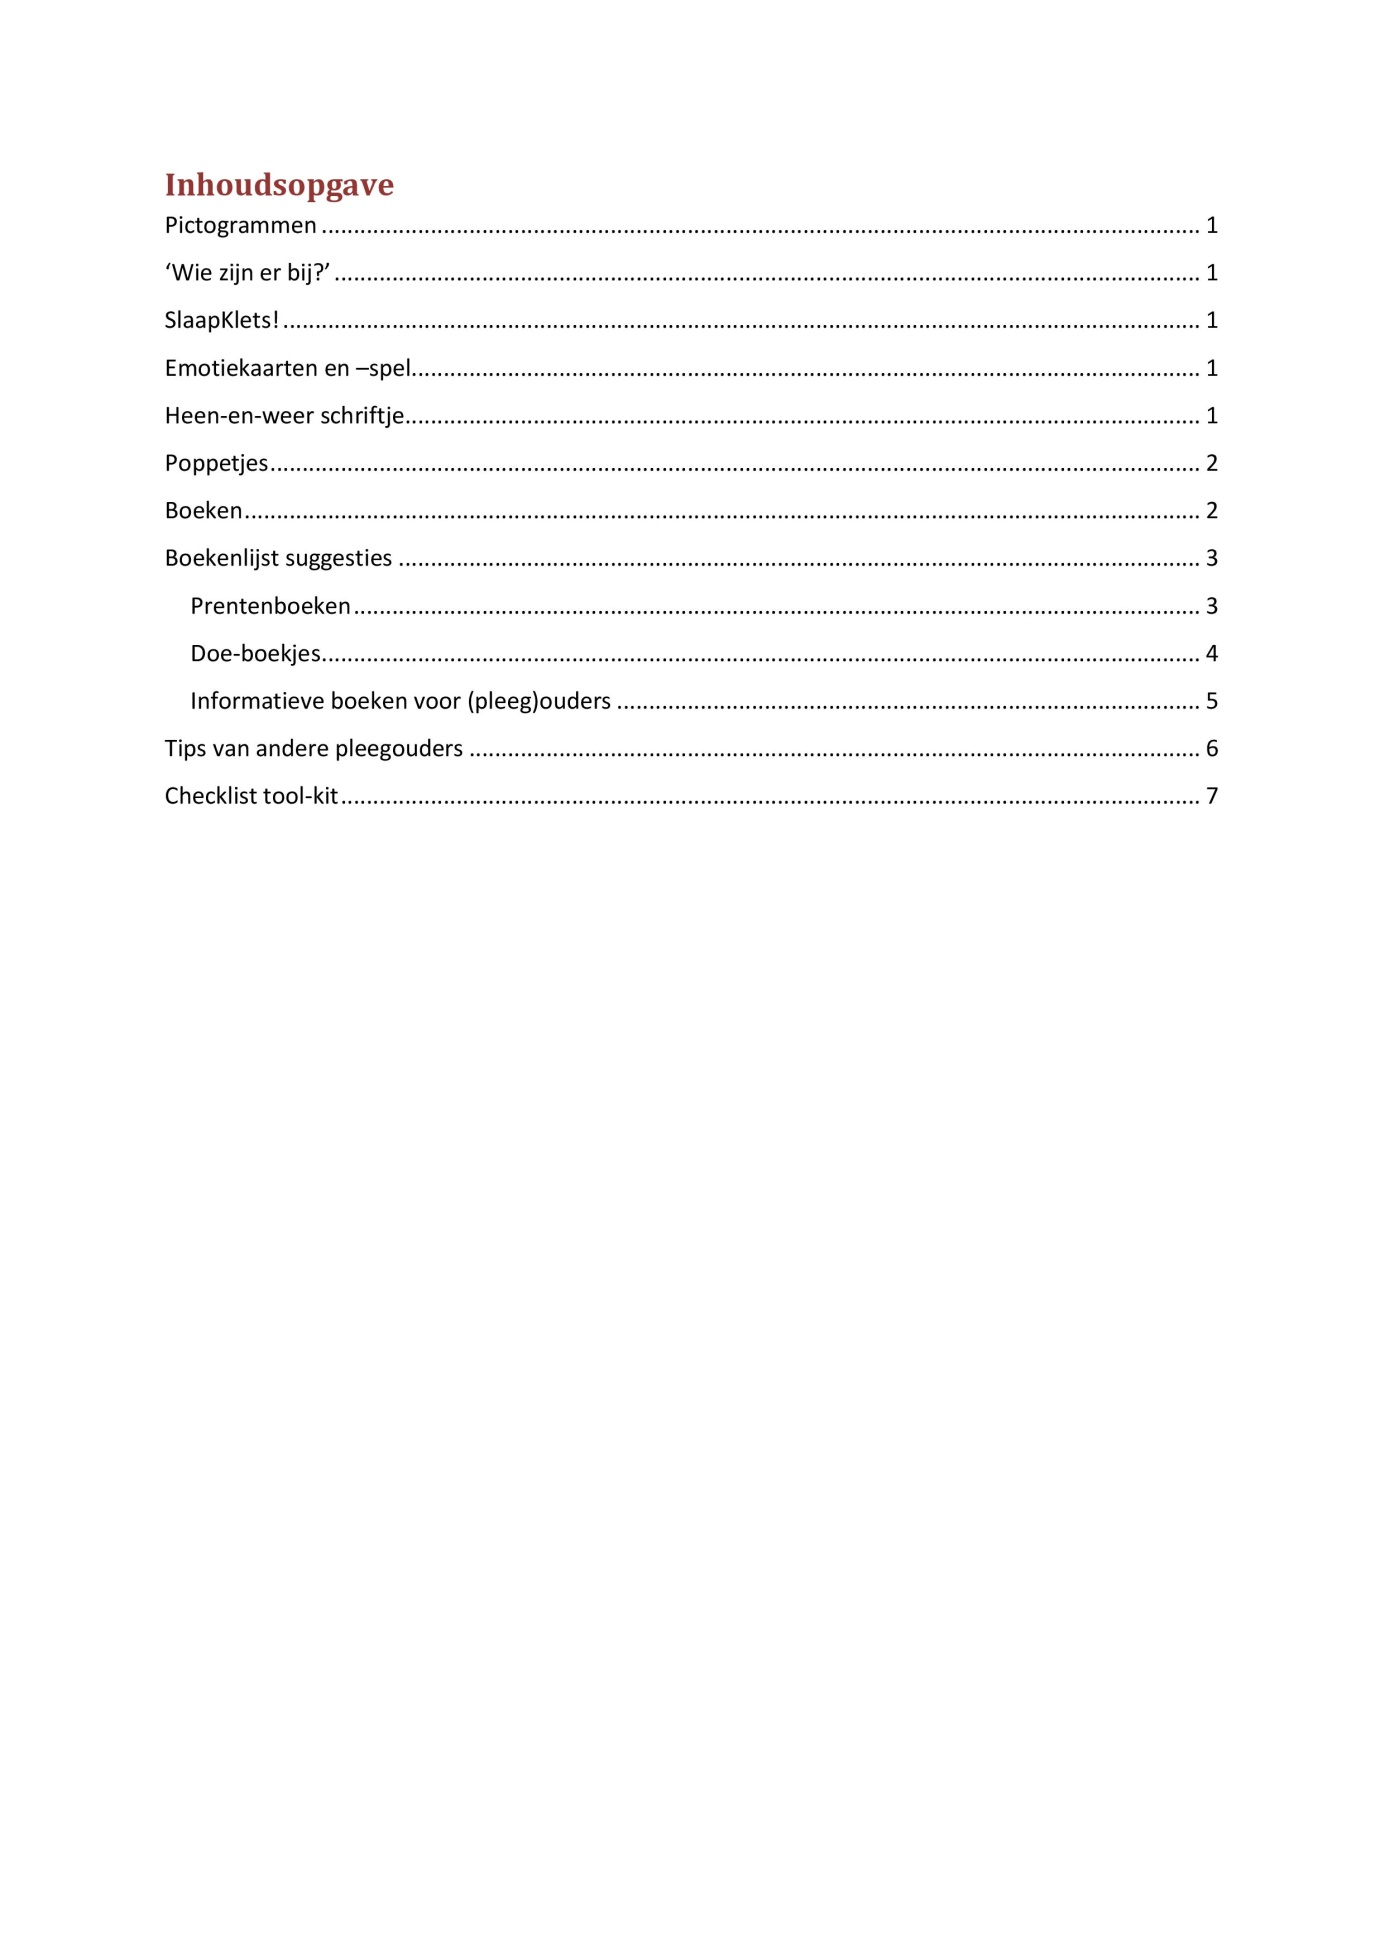 Inhoudsopgave
Pictogrammen ........................................................................................................................................ 1
‘Wie zijn er bij?’ ...................................................................................................................................... 1
SlaapKlets! .............................................................................................................................................. 1
Emotiekaarten en –spel.......................................................................................................................... 1
Heen-en-weer schriftje........................................................................................................................... 1
Poppetjes................................................................................................................................................ 2
Boeken.................................................................................................................................................... 2
Boekenlijst suggesties ............................................................................................................................ 3
Prentenboeken ................................................................................................................................... 3
Doe-boekjes........................................................................................................................................ 4
Informatieve boeken voor (pleeg)ouders .......................................................................................... 5
Tips van andere pleegouders ................................................................................................................. 6
Checklist tool-kit ..................................................................................................................................... 7